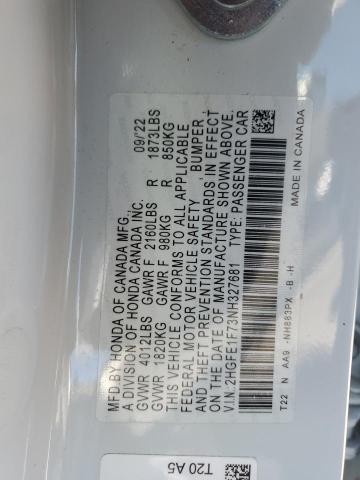 MFD BY HONDA OF CANADA MFG.,
A DIVISION OF HONDA CANADA INC. 09/'22
GVWR 4012LBS GAWR F 2160LBS R 1873LBS
GVWR 1820KG GAWR F 980KG R 850KG
THIS VEHICLE CONFORMS TO ALL APPLICABLE
FEDERAL MOTOR VEHICLE SAFETY BUMPER
AND THEFT PREVENTION STANDARDS IN EFFECT
ON THE DATE OF MANUFACTURE SHOWN ABOVE.
V.I.N.:2HGFE1F73NH327681 TYPE: PASSENGER CAR
T22 N AA9 -NH883PX -B -H MADE IN CANADA
T20 A5